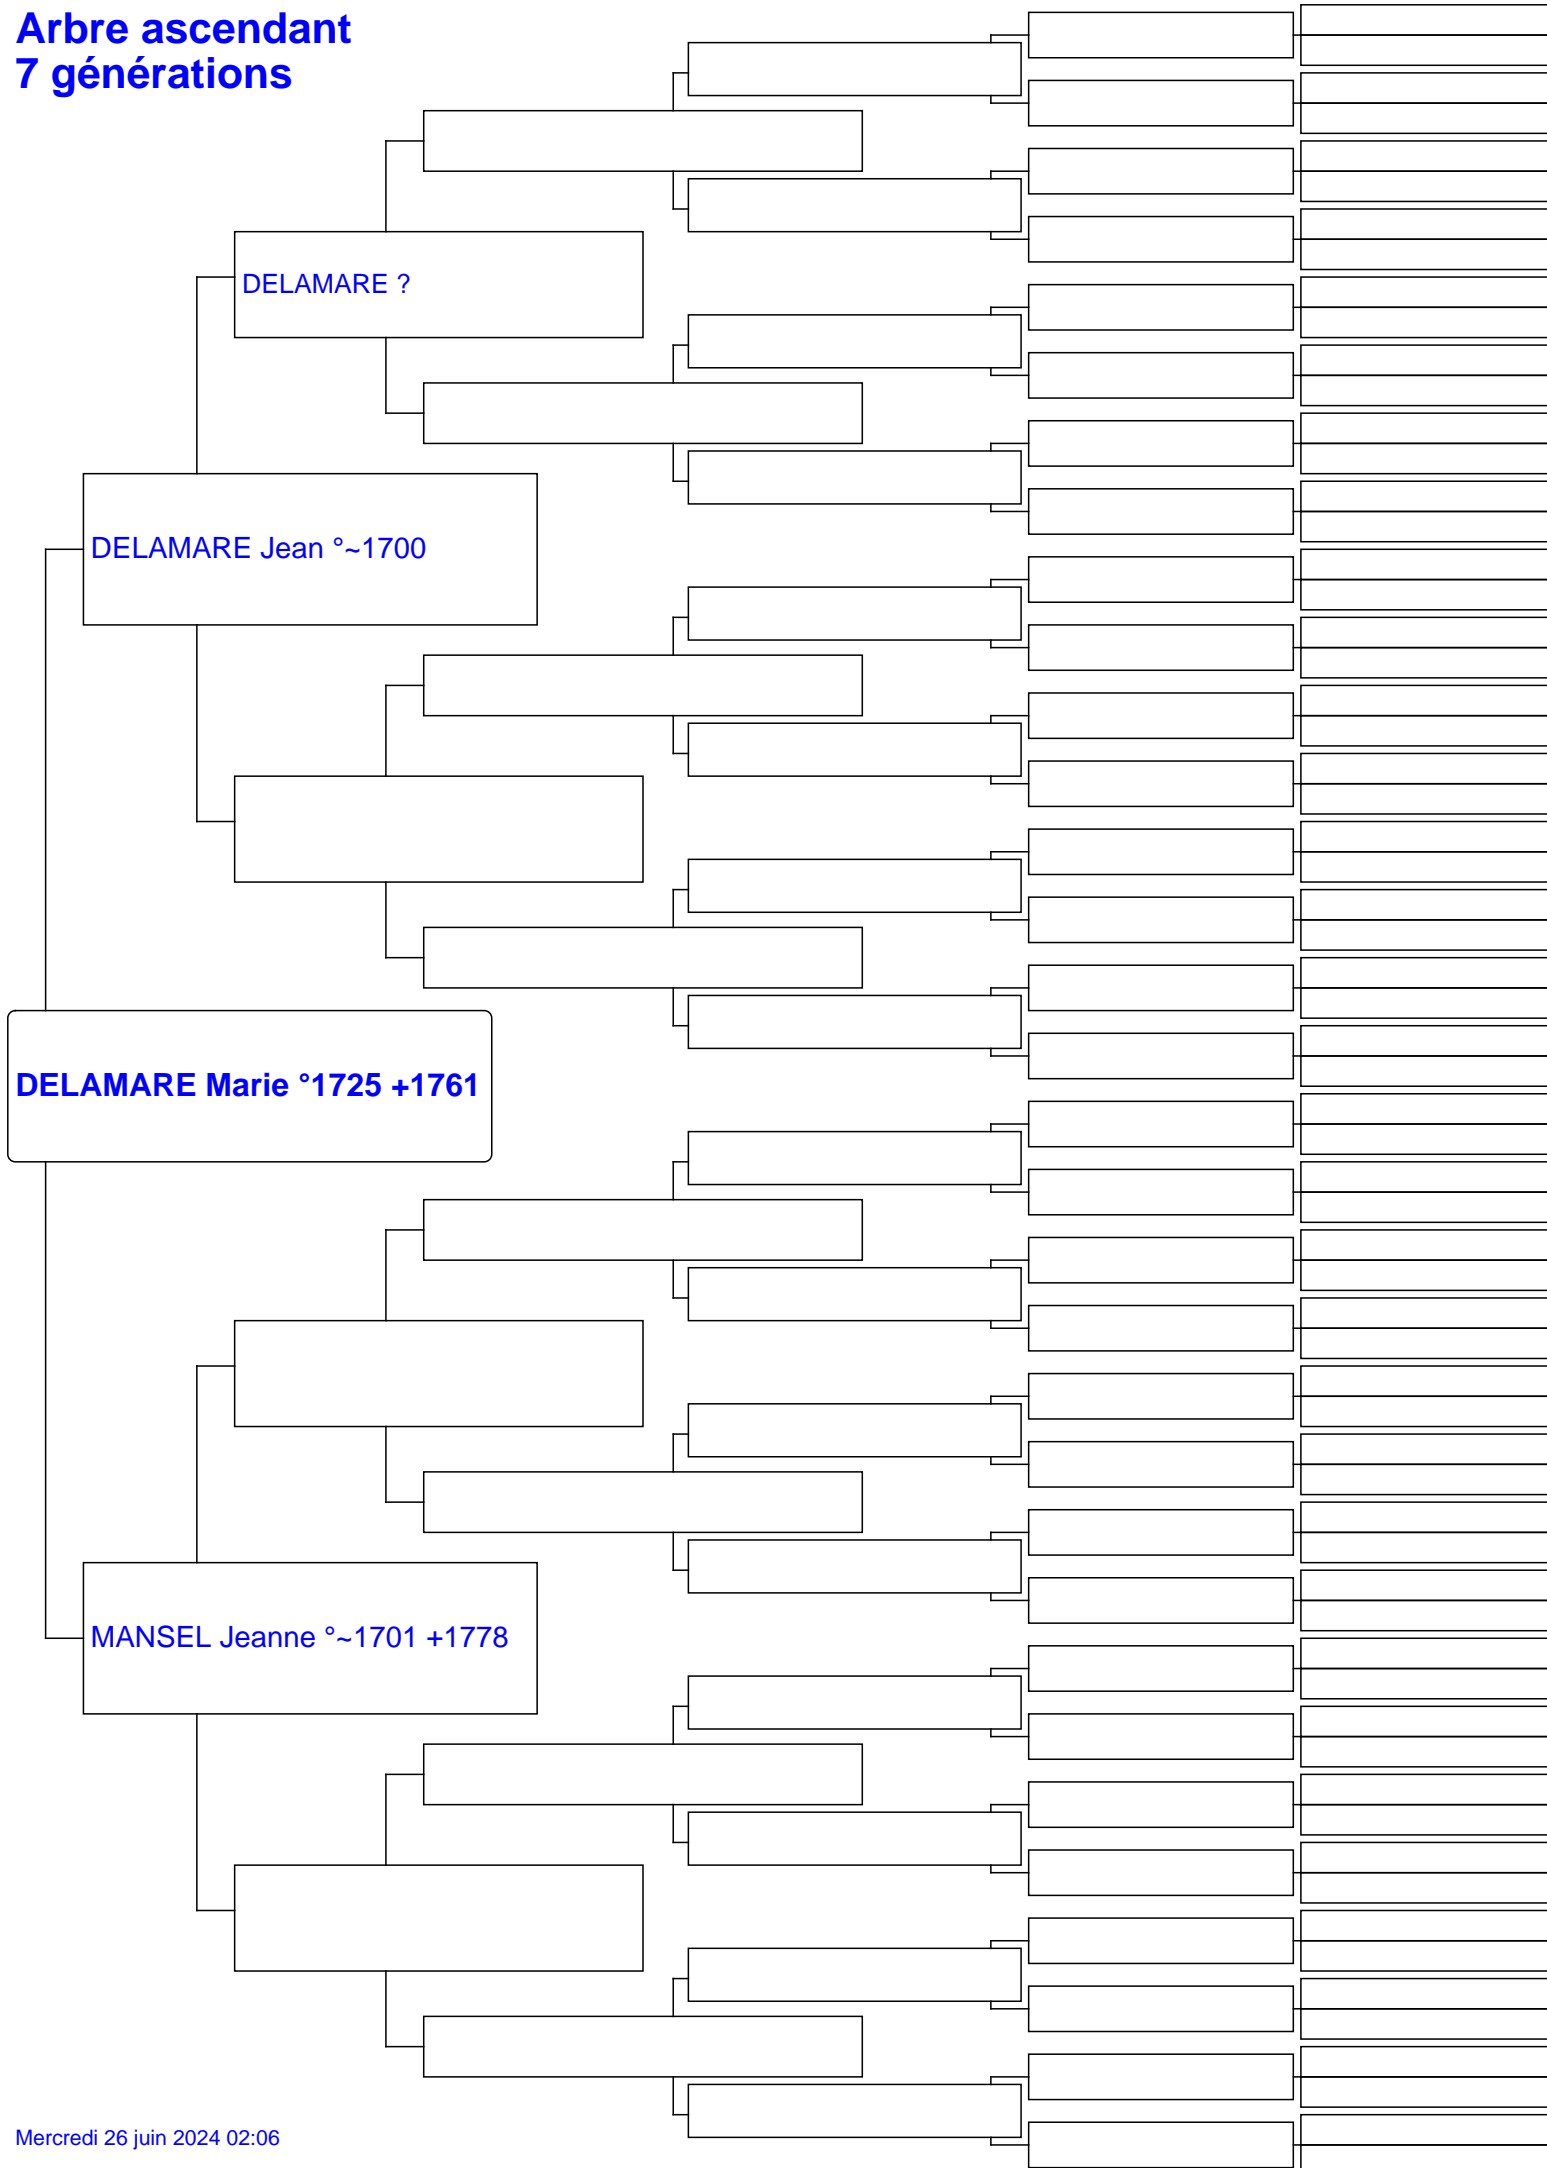 Arbre ascendant
7 générations
DELAMARE ?
DELAMARE Jean °~1700
DELAMARE Marie °1725 +1761
MANSEL Jeanne °~1701 +1778
Mercredi 26 juin 2024 02:06